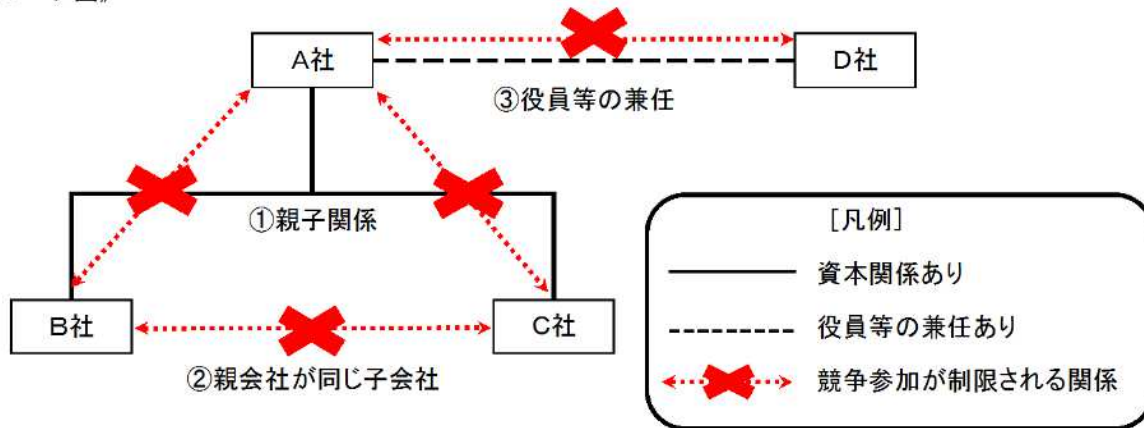 A社
D社
③役員等の兼任
①親子関係
B社
C社
②親会社が同じ子会社
[凡例]
資本関係あり
役員等の兼任あり
競争参加が制限される関係